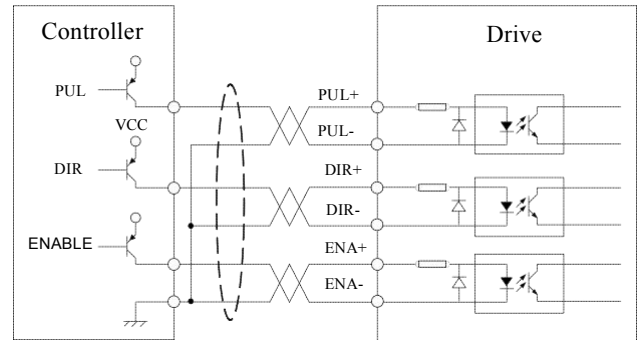 Controller
Drive
PUL
PUL+
PUL-
VCC
DIR
DIR+
DIR-
ENABLE
ENA+
ENA-